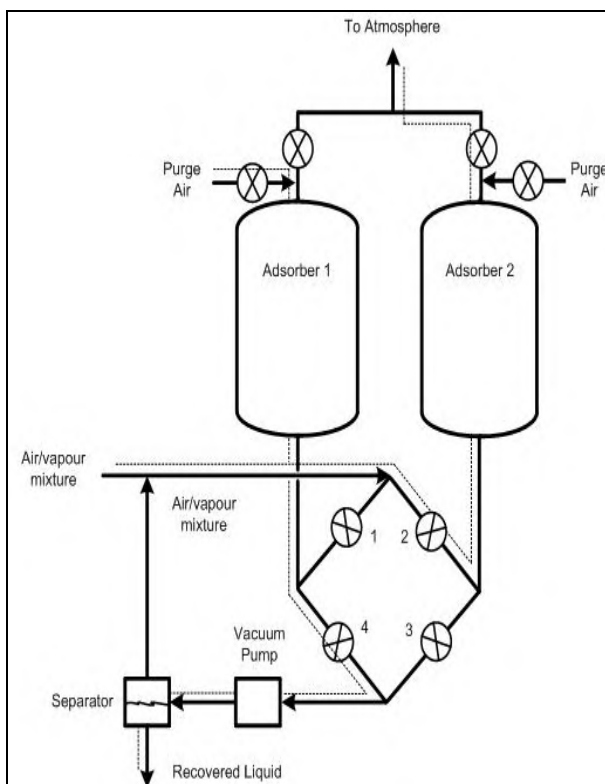 To Atmosphere
Purge
Air
Purge
Air
Adsorber 1
Adsorber 2
Air/vapour
mixture
Air/vapour
mixture
1
2
4
3
Vacuum
Pump
Separator
Recovered Liquid